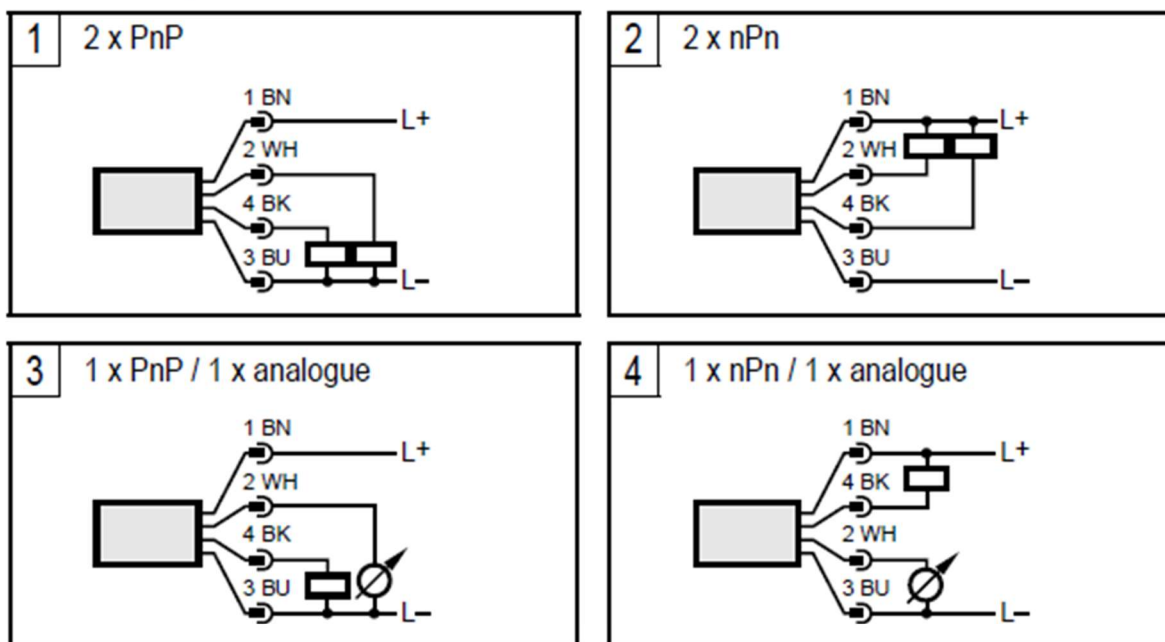 1 2 x PnP
1 BN
L+
2 WH
4 BK
3 BU
L–
2 2 x nPn
1 BN
L+
2 WH
4 BK
3 BU
L–
3 1 x PnP / 1 x analogue
1 BN
L+
2 WH
4 BK
3 BU
L–
4 1 x nPn / 1 x analogue
1 BN
L+
4 BK
2 WH
3 BU
L–